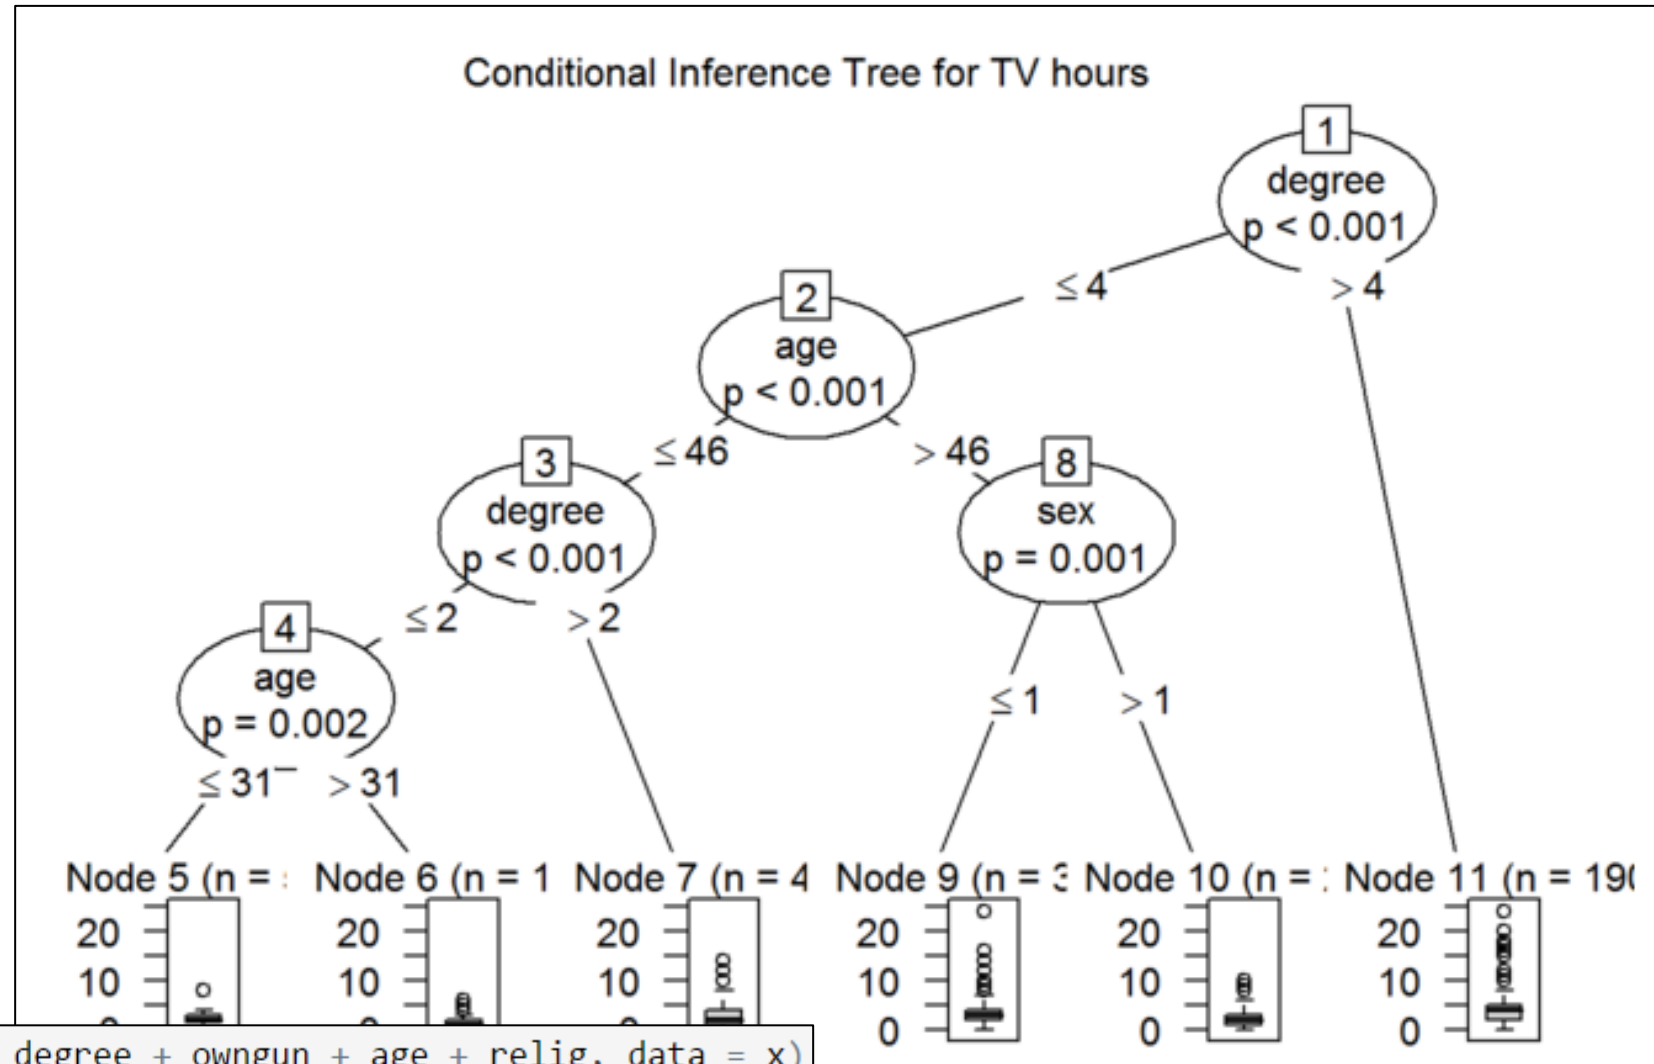 Conditional Inference Tree for TV hours
1
degree
p < 0.001
≤ 4
> 4
2
age
p < 0.001
≤ 46
> 46
3
degree
p < 0.001
8
sex
p = 0.001
≤ 2
> 2
4
age
p = 0.002
≤ 1
> 1
≤ 31
> 31
Node 5 (n =
Node 6 (n = 1
Node 7 (n = 4
Node 9 (n = 3
Node 10 (n =
Node 11 (n = 190
20 20 20 20 20 20
10 10 10 10 10 10
0 0 0
degree + owngun + age + relig, data = x)